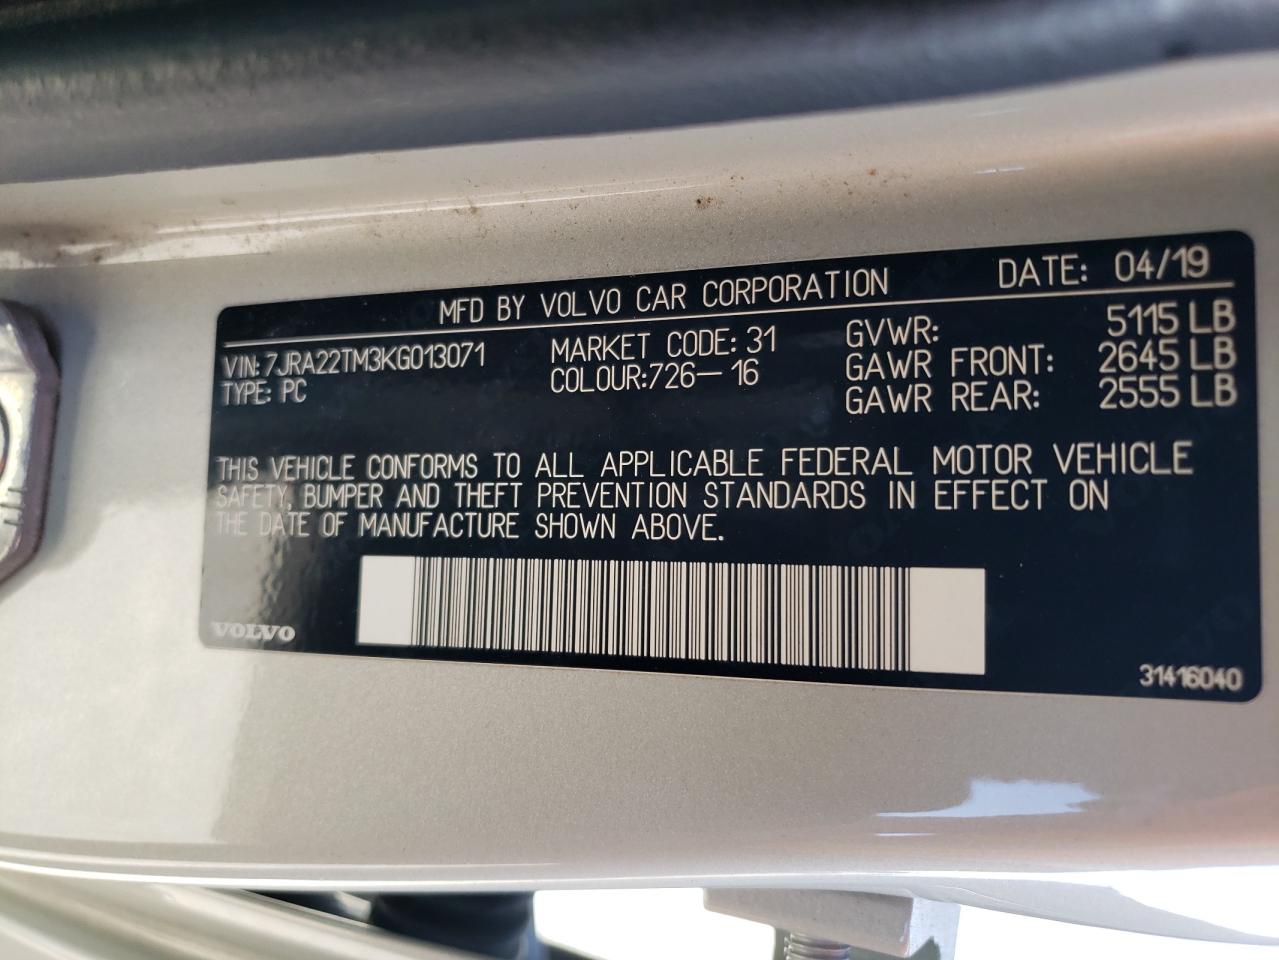 MFD BY VOLVO CAR CORPORATION DATE: 04/19
VIN: 7JRA22TM3KG013071 MARKET CODE: 31 GVWR: 5115 LB
TYPE: PC COLOUR:726-16 GAWR FRONT: 2645 LB
GAWR REAR: 2555 LB
THIS VEHICLE CONFORMS TO ALL APPLICABLE FEDERAL MOTOR VEHICLE
SAFETY, BUMPER AND THEFT PREVENTION STANDARDS IN EFFECT ON
THE DATE OF MANUFACTURE SHOWN ABOVE.
VOLVO
31416040